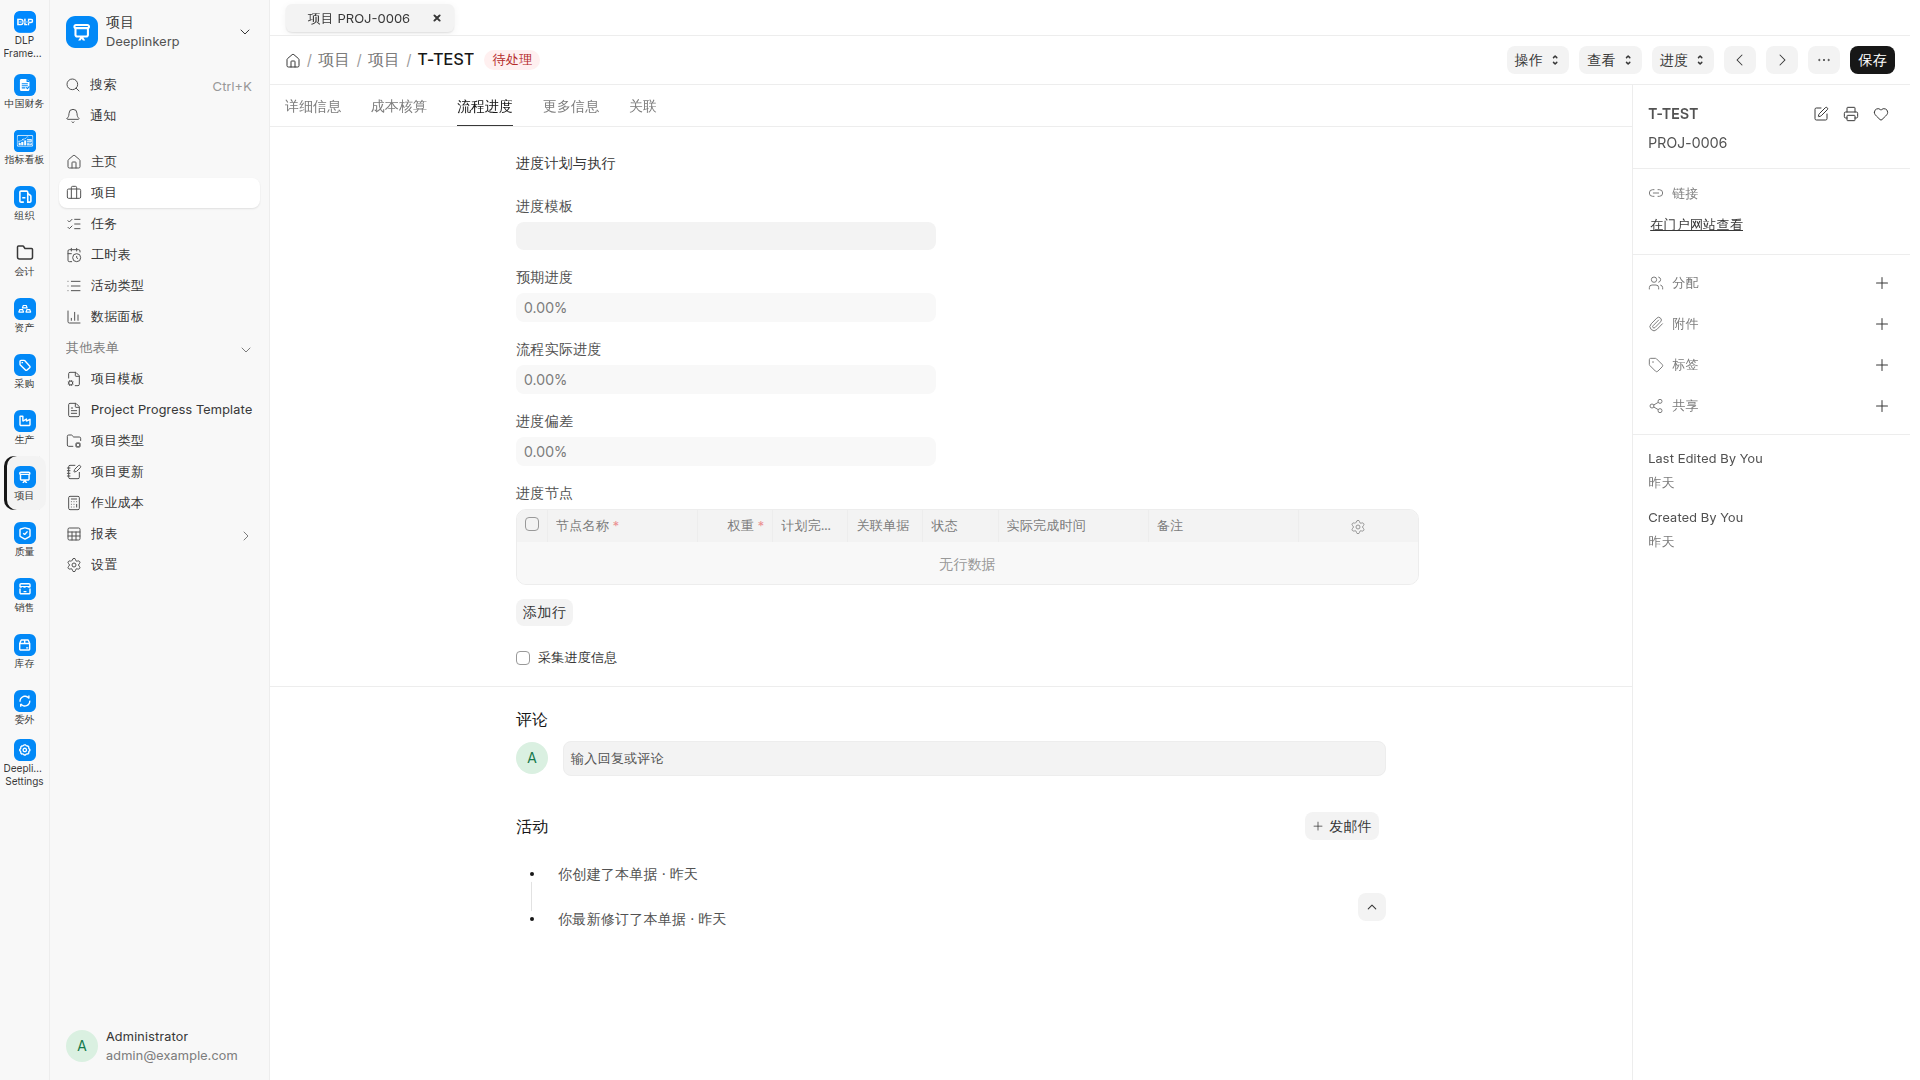 DLP
DLP
Frame...
中国财务
指标看板
组织
会计
资产
采购
生产
项目
质量
销售
库存
委外
Deepli...
Settings
项目
Deeplinkerp
搜索 Ctrl+K
通知
主页
项目
任务
工时表
活动类型
数据面板
其他表单
项目模板
Project Progress Template
项目类型
项目更新
作业成本
报表
设置
A Administrator
admin@example.com
项目 PROJ-0006
/ 项目 / 项目 / T-TEST 待处理
操作 查看 进度 ... 保存
详细信息 成本核算 流程进度 更多信息 关联
进度计划与执行
进度模板
预期进度
0.00%
流程实际进度
0.00%
进度偏差
0.00%
进度节点
节点名称 * 权重 * 计划完... 关联单据 状态 实际完成时间 备注
无行数据
添加行
采集进度信息
评论
A 输入回复或评论
活动 发邮件
你创建了本单据 · 昨天
你最新修订了本单据 · 昨天
T-TEST
PROJ-0006
链接
在门户网站查看
分配
附件
标签
共享
Last Edited By You
昨天
Created By You
昨天